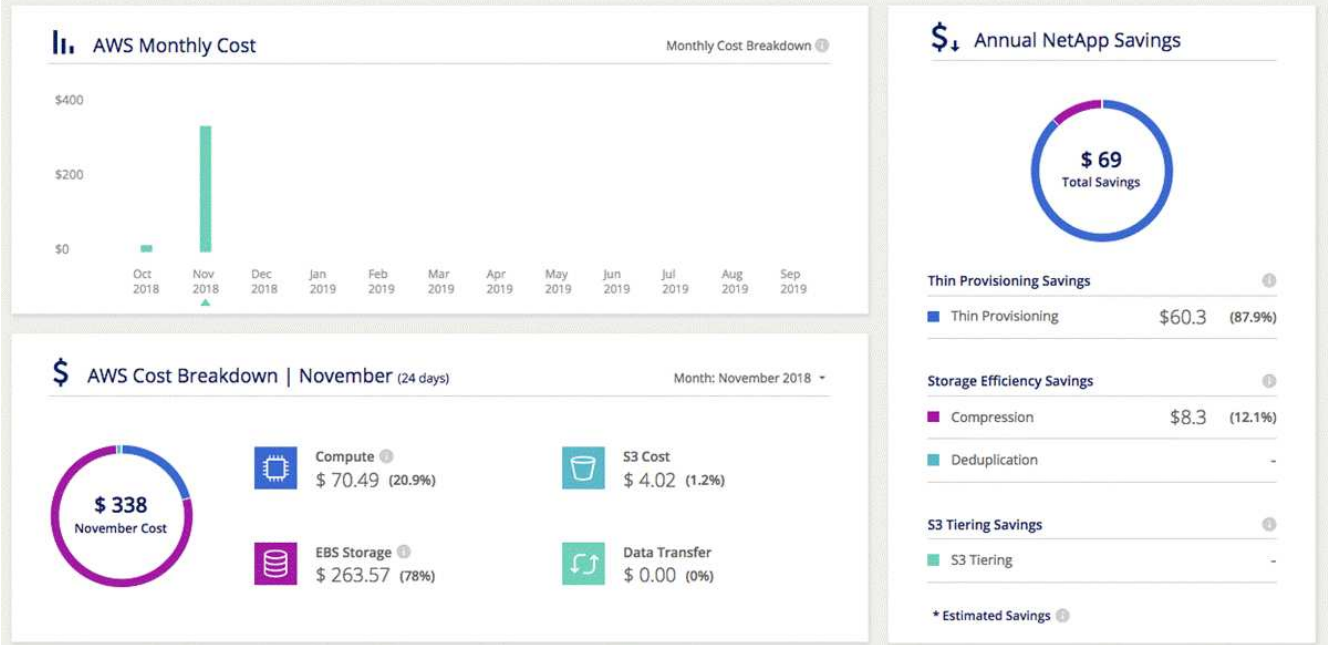 AWS Monthly Cost
Monthly Cost Breakdown
$400
$200
$0
Oct Nov Dec Jan Feb Mar Apr May Jun Jul Aug Sep
2018 2018 2018 2019 2019 2019 2019 2019 2019 2019 2019 2019
AWS Cost Breakdown | November (24 days)
Month: November 2018
$ 338
November Cost
Compute
$ 70.49 (20.9%)
S3 Cost
$ 4.02 (1.2%)
EBS Storage
$ 263.57 (78%)
Data Transfer
$ 0.00 (0%)
Annual NetApp Savings
$ 69
Total Savings
Thin Provisioning Savings
Thin Provisioning $60.3 (87.9%)
Storage Efficiency Savings
Compression $8.3 (12.1%)
Deduplication -
S3 Tiering Savings
S3 Tiering -
* Estimated Savings